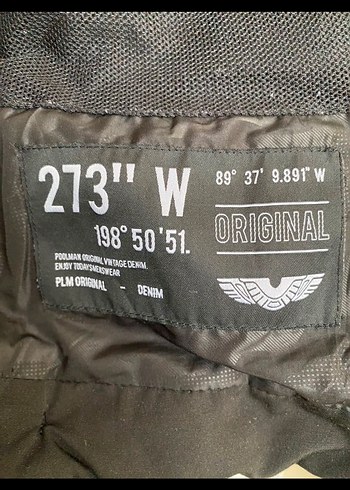 273" W
198° 50'51.
POOLMAN ORIGINAL VINTAGE DENIM.
ENJOY TODAYSMENSWEAR
PLM ORIGINAL - DENIM
89° 37' 9.891" W
ORIGINAL